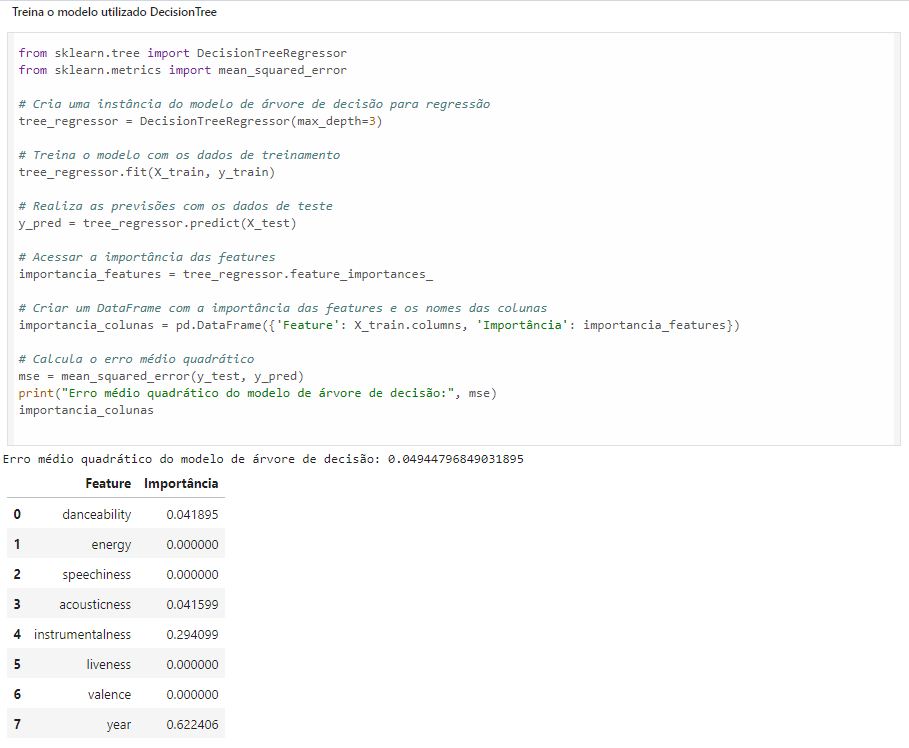 Treina o modelo utilizado DecisionTree
from sklearn.tree import DecisionTreeRegressor
from sklearn.metrics import mean_squared_error
# Cria uma instância do modelo de árvore de decisão para regressão
tree_regressor = DecisionTreeRegressor(max_depth=3)
# Treina o modelo com os dados de treinamento
tree_regressor.fit(X_train, y_train)
# Realiza as previsões com os dados de teste
y_pred = tree_regressor.predict(X_test)
# Acessar a importância das features
importancia_features = tree_regressor.feature_importances_
# Criar um DataFrame com a importância das features e os nomes das colunas
importancia_colunas = pd.DataFrame({'Feature': X_train.columns, 'Importância': importancia_features})
# Calcula o erro médio quadrático
mse = mean_squared_error(y_test, y_pred)
print("Erro médio quadrático do modelo de árvore de decisão:", mse)
importancia_colunas
Erro médio quadrático do modelo de árvore de decisão: 0.04944796849031895
Feature Importância
0 danceability 0.041895
1 energy 0.000000
2 speechiness 0.000000
3 acousticness 0.041599
4 instrumentalness 0.294099
5 liveness 0.000000
6 valence 0.000000
7 year 0.622406